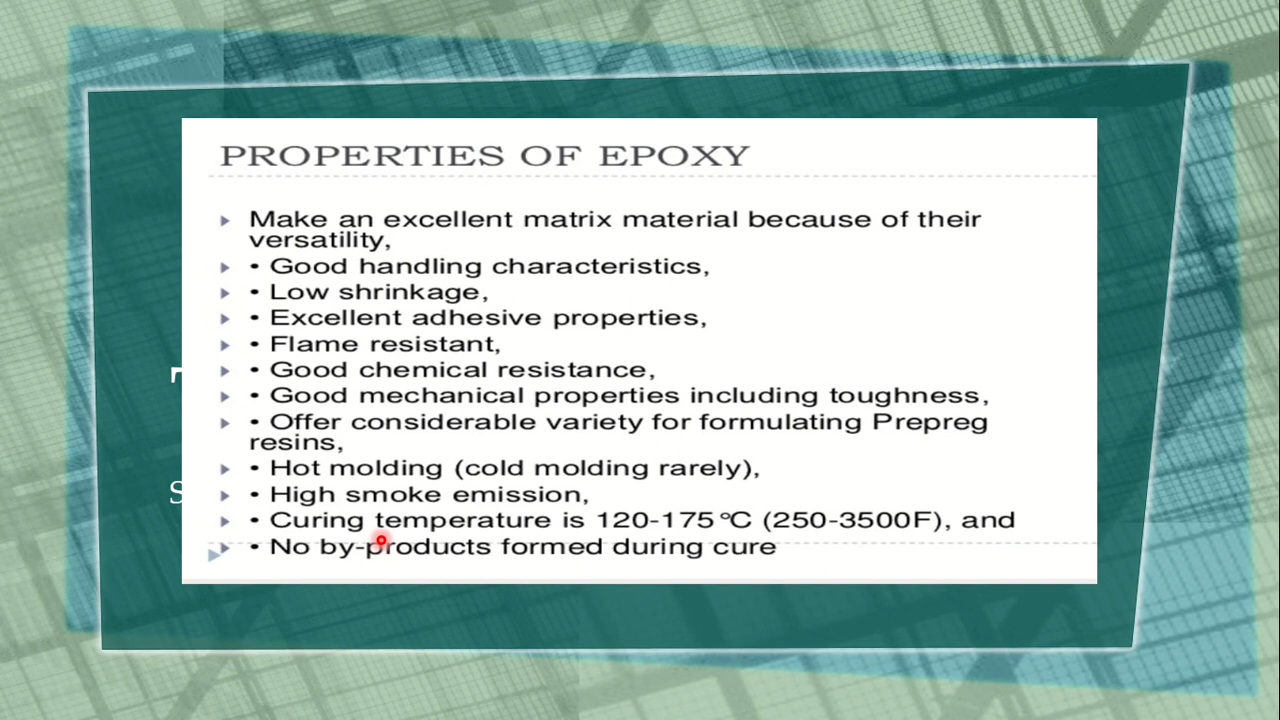 PROPERTIES OF EPOXY
Make an excellent matrix material because of their
versatility,
• Good handling characteristics,
• Low shrinkage,
• Excellent adhesive properties,
• Flame resistant,
• Good chemical resistance,
• Good mechanical properties including toughness,
• Offer considerable variety for formulating Prepreg
resins,
• Hot molding (cold molding rarely),
• High smoke emission,
• Curing temperature is 120-175°C (250-3500F), and
• No by-products formed during cure